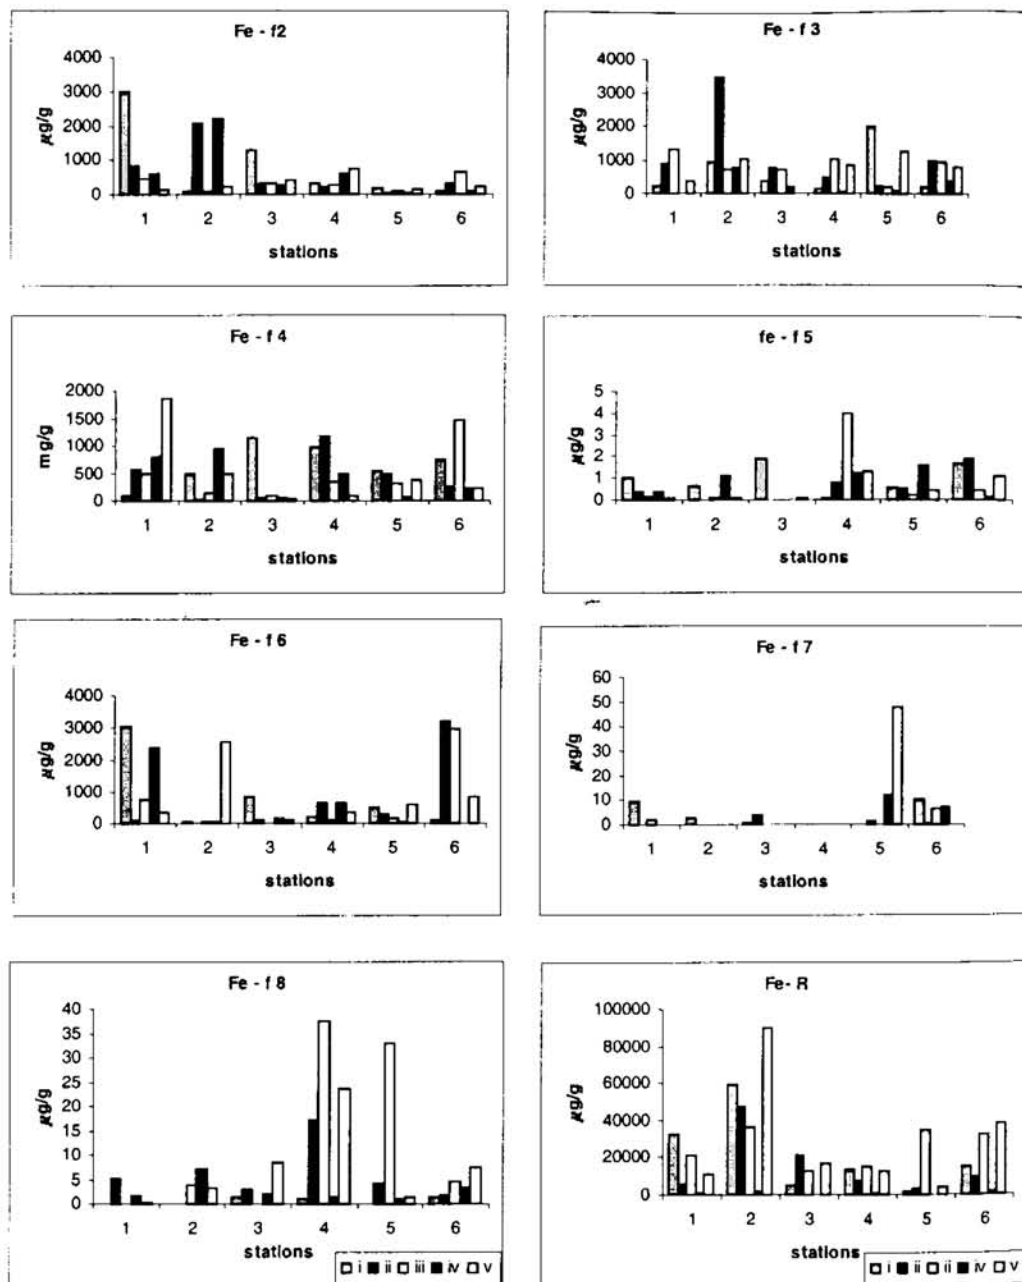 Fe - f2
4000
3000
2000
1000
0
µg/g
1 2 3 4 5 6
stations
Fe - f 3
4000
3000
2000
1000
0
µg/g
1 2 3 4 5 6
stations
Fe - f 4
2000
1500
1000
500
0
mg/g
1 2 3 4 5 6
stations
fe - f 5
5
4
3
2
1
0
µg/g
1 2 3 4 5 6
stations
Fe - f 6
4000
3000
2000
1000
0
µg/g
1 2 3 4 5 6
stations
Fe - f 7
60
50
40
30
20
10
0
µg/g
1 2 3 4 5 6
stations
Fe - f 8
40
35
30
25
20
15
10
5
0
µg/g
1 2 3 4 5 6
stations
i ii iii iv v
Fe- R
100000
80000
60000
40000
20000
0
µg/g
1 2 3 4 5 6
stations
i ii ii iv v